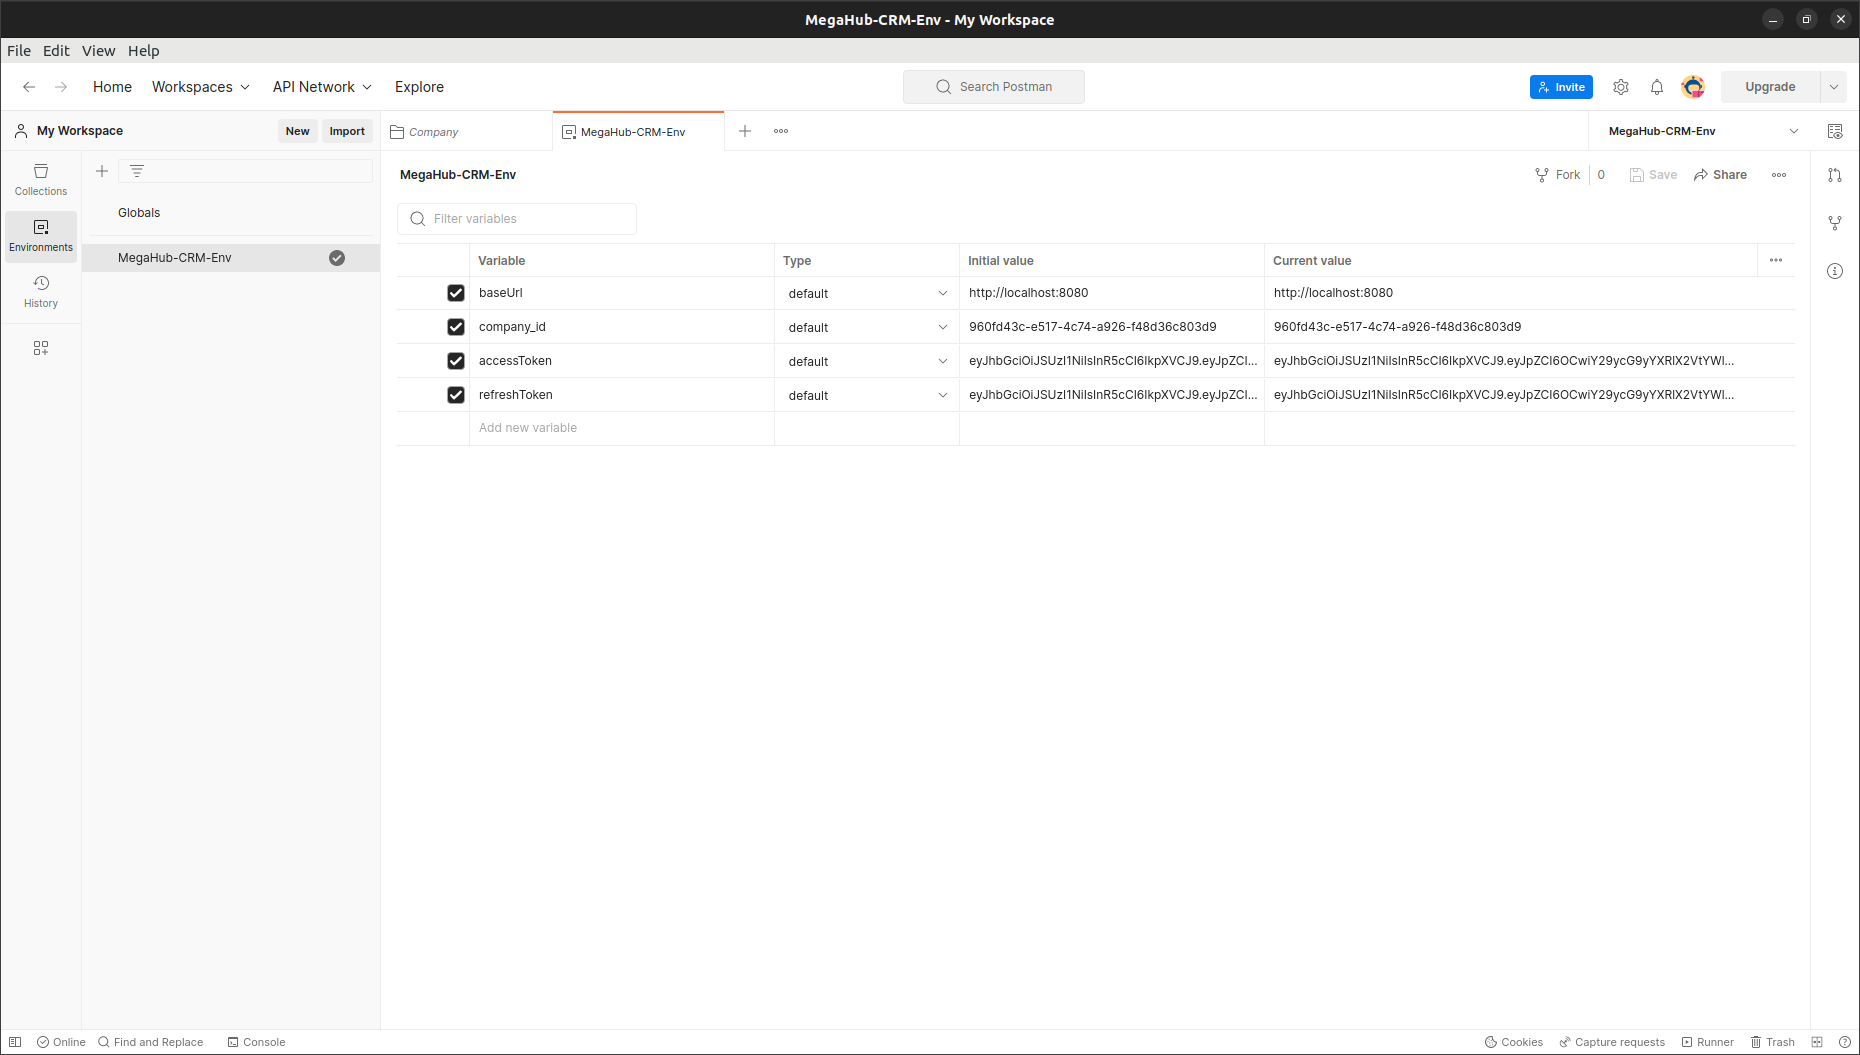 MegaHub-CRM-Env - My Workspace
File Edit View Help
Home Workspaces API Network Explore Search Postman Invite Upgrade
My Workspace New Import Company MegaHub-CRM-Env MegaHub-CRM-Env
Collections
Environments
History
Globals
MegaHub-CRM-Env
MegaHub-CRM-Env Fork 0 Save Share
Filter variables
Variable Type Initial value Current value
baseUrl default http://localhost:8080 http://localhost:8080
company_id default 960fd43c-e517-4c74-a926-f48d36c803d9 960fd43c-e517-4c74-a926-f48d36c803d9
accessToken default eyJhbGciOiJSUzI1NiIsInR5cCI6IkpXVCJ9.eyJpZCI... eyJhbGciOiJSUzI1NiIsInR5cCI6IkpXVCJ9.eyJpZCI6OCwiY29ycG9yYXRlX2VtYWl...
refreshToken default eyJhbGciOiJSUzI1NiIsInR5cCI6IkpXVCJ9.eyJpZCI... eyJhbGciOiJSUzI1NiIsInR5cCI6IkpXVCJ9.eyJpZCI6OCwiY29ycG9yYXRlX2VtYWl...
Add new variable
Online Find and Replace Console Cookies Capture requests Runner Trash